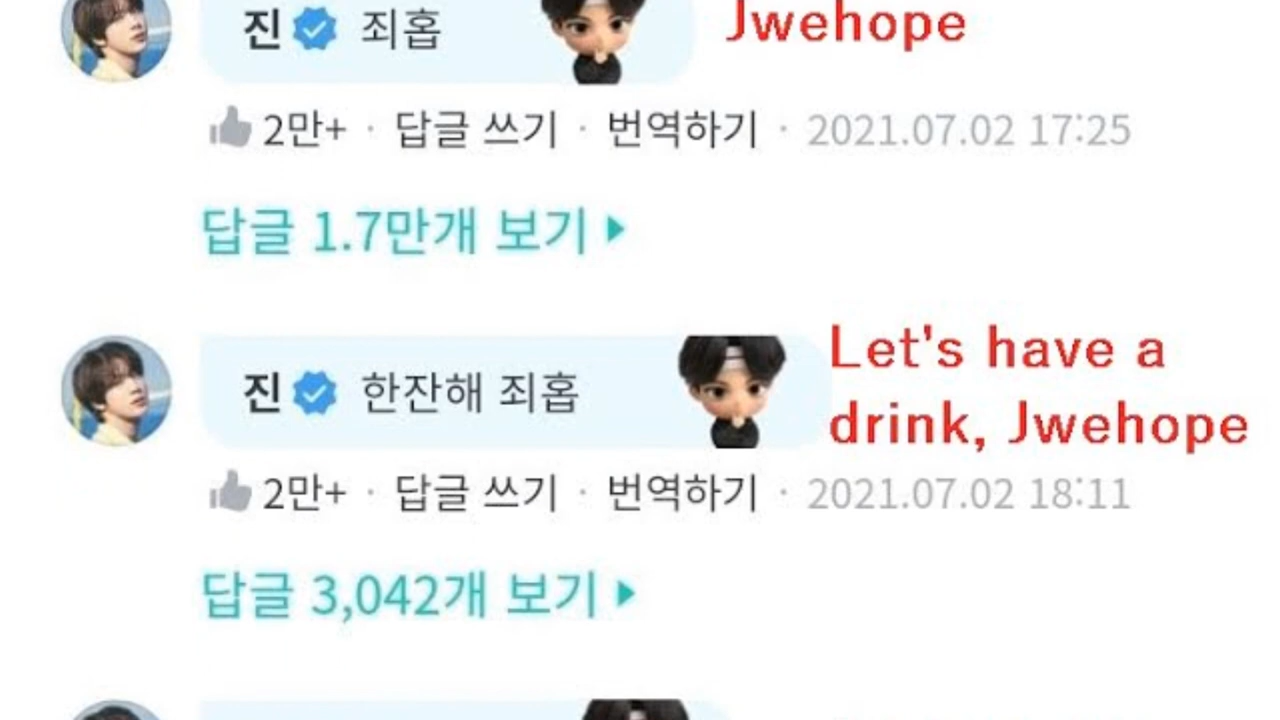 진 죄홉
Jwehope
2만+ · 답글 쓰기 · 번역하기 · 2021.07.02 17:25
답글 1.7만개 보기
진 한잔해 죄홉
Let's have a
drink, Jwehope
2만+ · 답글 쓰기 · 번역하기 · 2021.07.02 18:11
답글 3,042개 보기